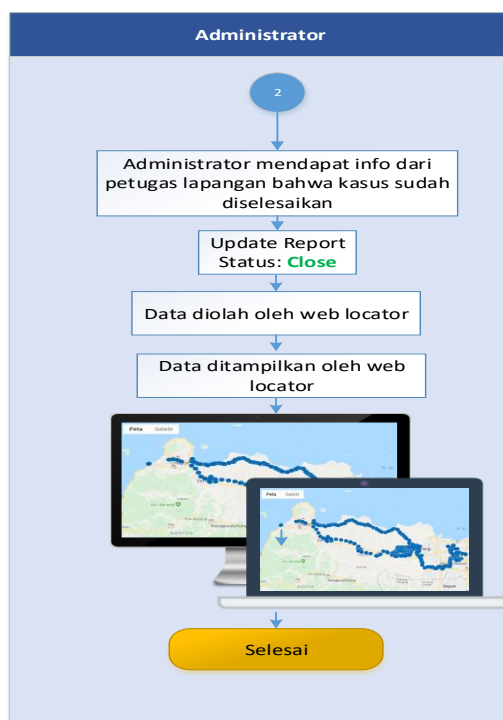 Administrator
2
Administrator mendapat info dari
petugas lapangan bahwa kasus sudah
diselesaikan
Update Report
Status: Close
Data diolah oleh web locator
Data ditampilkan oleh web
locator
Peta Satelit
Peta Satelit
Depok
Selesai